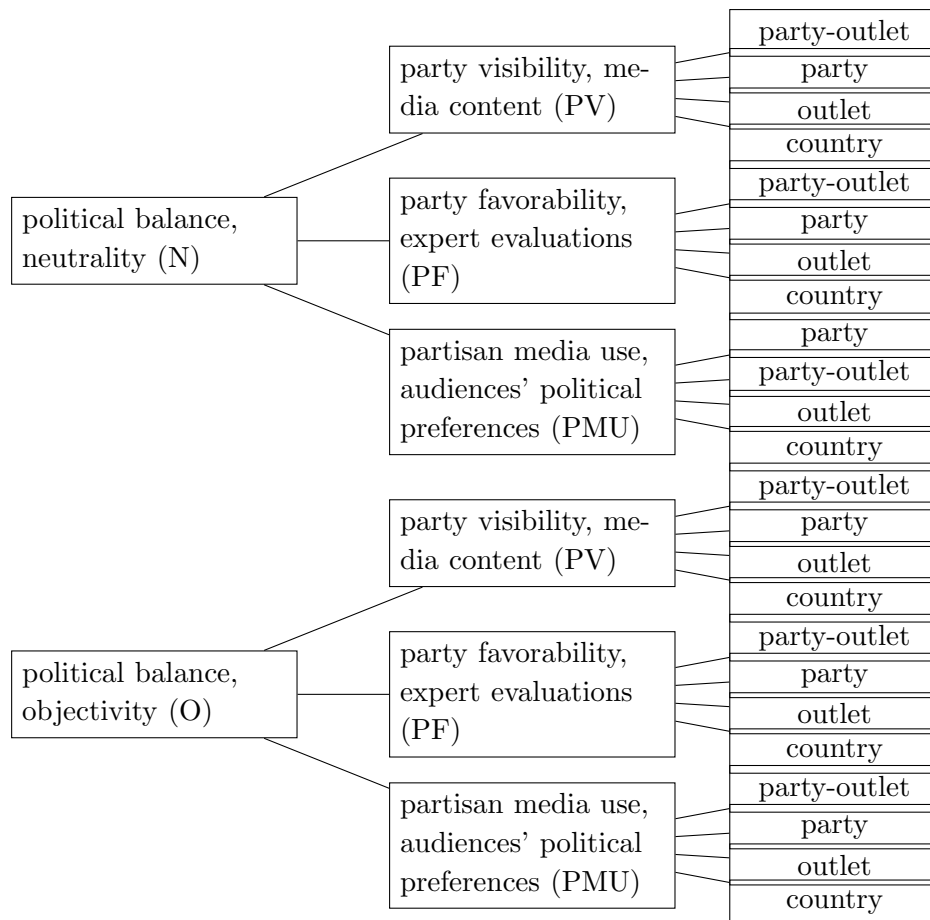 political balance,
neutrality (N)
party visibility, me-
dia content (PV)
party-outlet
party
outlet
country
party favorability,
expert evaluations
(PF)
party-outlet
party
outlet
country
partisan media use,
audiences' political
preferences (PMU)
party
party-outlet
outlet
country
political balance,
objectivity (O)
party visibility, me-
dia content (PV)
party-outlet
party
outlet
country
party favorability,
expert evaluations
(PF)
party-outlet
party
outlet
country
partisan media use,
audiences' political
preferences (PMU)
party-outlet
party
outlet
country